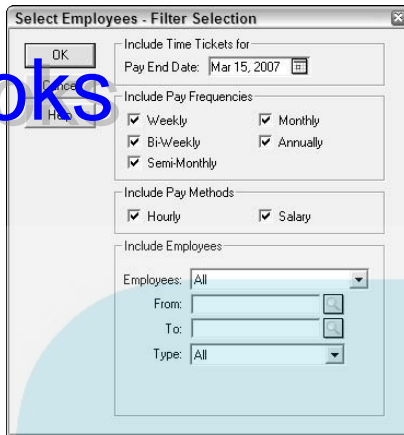 Select Employees - Filter Selection
OK
Cancel
Help
oks
Include Time Tickets for
Pay End Date: Mar 15, 2007
Include Pay Frequencies
Weekly Monthly
Bi-Weekly Annually
Semi-Monthly
Include Pay Methods
Hourly Salary
Include Employees
Employees: All
From:
To:
Type: All